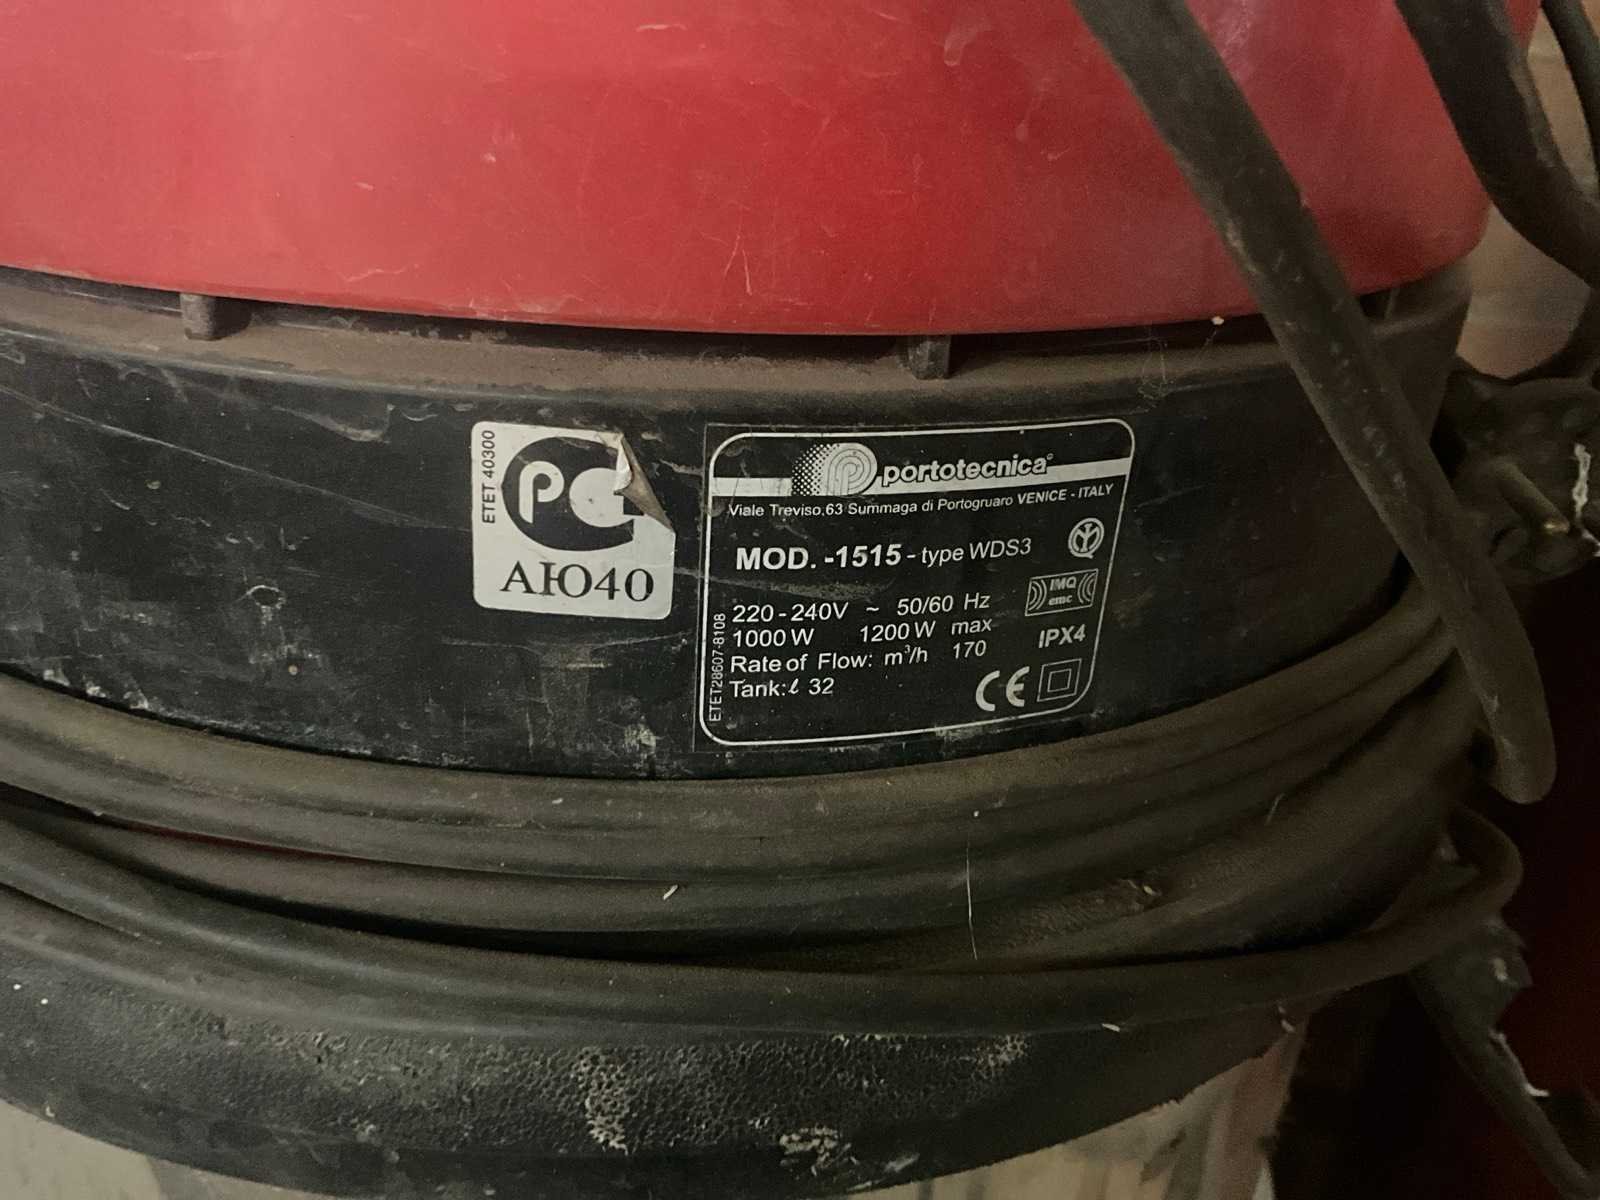 ETET 40300
PC
АЮ40
portotecnica©
Viale Treviso,63 Summaga di Portogruaro VENICE - ITALY
MOD. -1515 - type WDS3
IMQ
emc
220 - 240V ~ 50/60 Hz
1000 W 1200 W max
IPX4
Rate of Flow: m³/h 170
Tank: ℓ 32
CE
ETET28607-8108